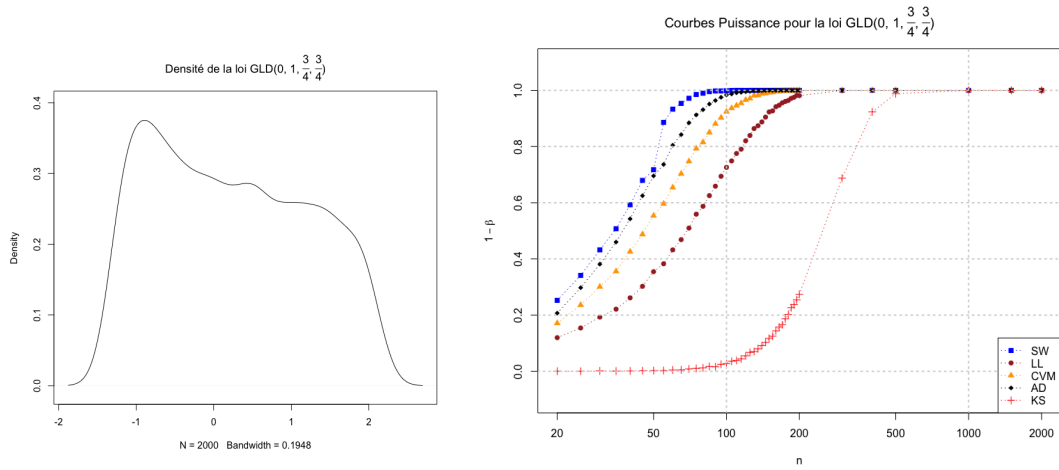 Densité de la loi GLD(0, 1, 3/4, 3/4)
Density
0.4
0.3
0.2
0.1
0.0
-2
-1
0
1
2
N = 2000 Bandwidth = 0.1948
Courbes Puissance pour la loi GLD(0, 1, 3/4, 3/4)
1 − β
1.0
0.8
0.6
0.4
0.2
0.0
20
50
100
200
500
1000
2000
n
SW
LL
CVM
AD
KS